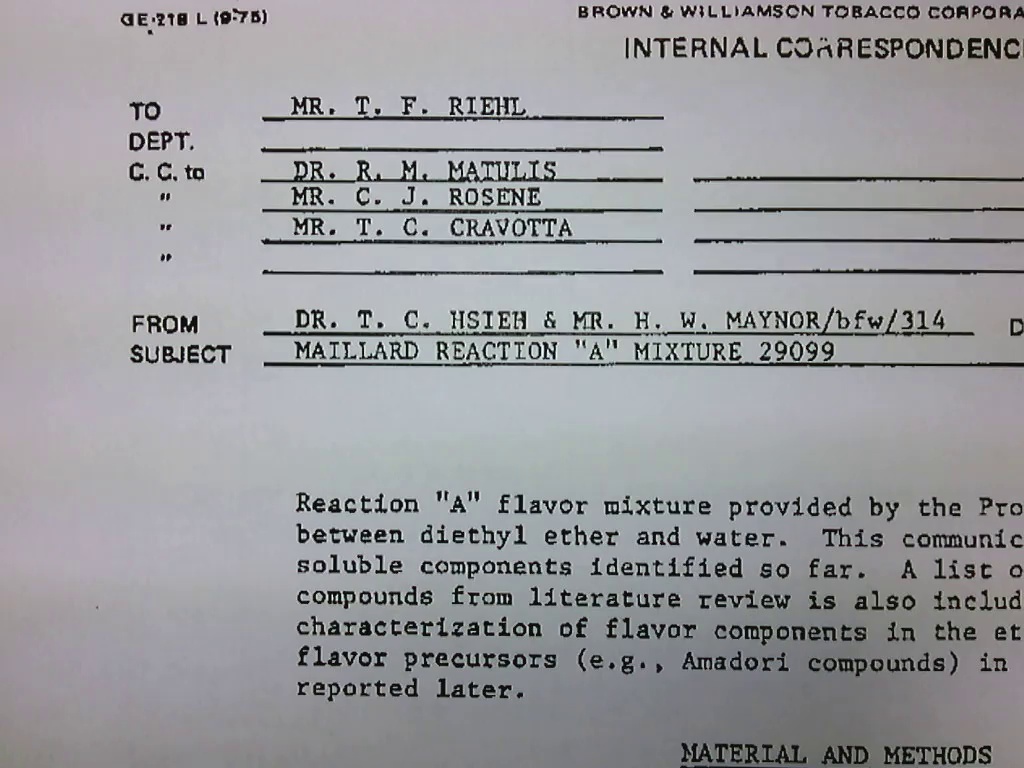 GE-218 L (9-75)
BROWN & WILLIAMSON TOBACCO CORPORA
INTERNAL CORRESPONDENC
TO MR. T. F. RIEHL
DEPT.
C. C. to DR. R. M. MATULIS
" MR. C. J. ROSENE
" MR. T. C. CRAVOTTA
"
FROM DR. T. C. HSIEH & MR. H. W. MAYNOR/bfw/314 D
SUBJECT MAILLARD REACTION "A" MIXTURE 29099
Reaction "A" flavor mixture provided by the Pro
between diethyl ether and water. This communic
soluble components identified so far. A list o
compounds from literature review is also includ
characterization of flavor components in the et
flavor precursors (e.g., Amadori compounds) in
reported later.
MATERIAL AND METHODS